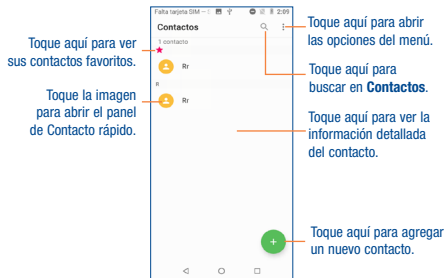 Falta tarjeta SIM – 2:09
Contactos
1 contacto
Rr
R
Rr
Toque aquí para ver
sus contactos favoritos.
Toque la imagen
para abrir el panel
de Contacto rápido.
Toque aquí para abrir
las opciones del menú.
Toque aquí para
buscar en Contactos.
Toque aquí para ver la
información detallada
del contacto.
Toque aquí para agregar
un nuevo contacto.